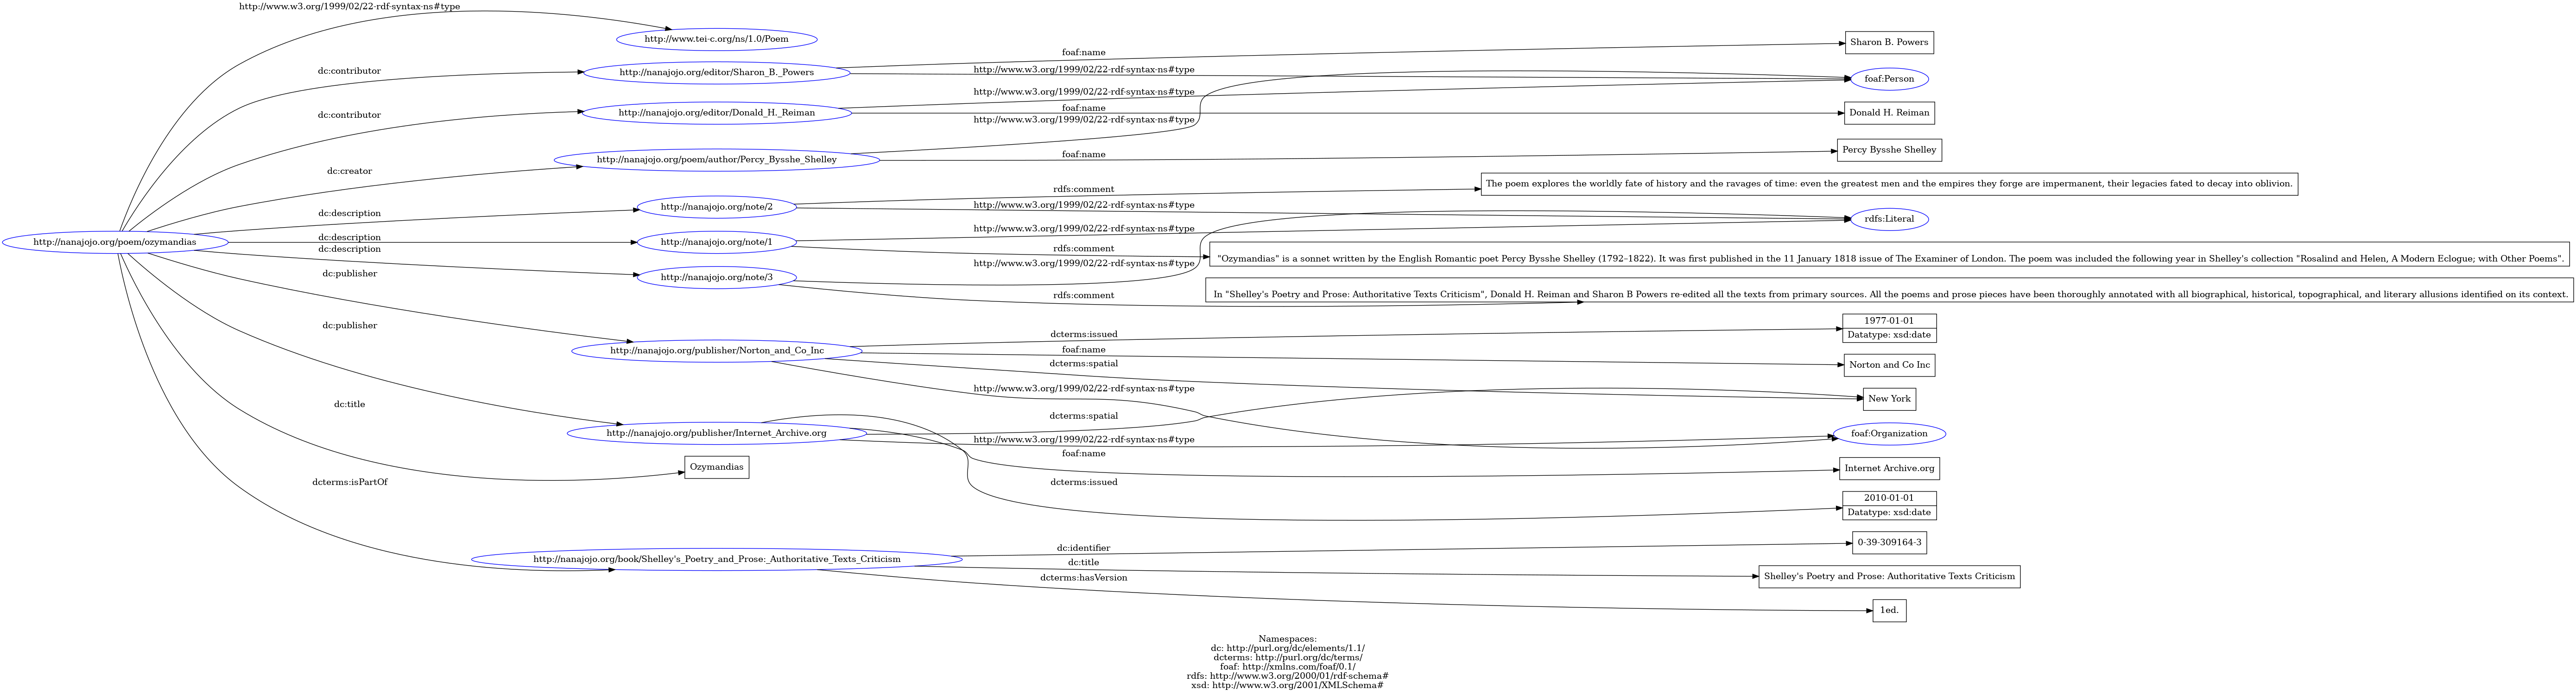 http://www.w3.org/1999/02/22-rdf-syntax-ns#type
http://www.tei-c.org/ns/1.0/Poem
Sharon B. Powers
foaf:name
http://www.w3.org/1999/02/22-rdf-syntax-ns#type
dc:contributor
http://nanajojo.org/editor/Sharon_B._Powers
foaf:Person
http://www.w3.org/1999/02/22-rdf-syntax-ns#type
foaf:name
dc:contributor
http://nanajojo.org/editor/Donald_H._Reiman
Donald H. Reiman
http://www.w3.org/1999/02/22-rdf-syntax-ns#type
foaf:name
Percy Bysshe Shelley
http://nanajojo.org/poem/author/Percy_Bysshe_Shelley
dc:creator
rdfs:comment
The poem explores the worldly fate of history and the ravages of time: even the greatest men and the empires they forge are impermanent, their legacies fated to decay into oblivion.
http://www.w3.org/1999/02/22-rdf-syntax-ns#type
http://nanajojo.org/note/2
dc:description
rdfs:Literal
http://www.w3.org/1999/02/22-rdf-syntax-ns#type
dc:description
http://nanajojo.org/poem/ozymandias
http://nanajojo.org/note/1
rdfs:comment
dc:description
"Ozymandias" is a sonnet written by the English Romantic poet Percy Bysshe Shelley (1792–1822). It was first published in the 11 January 1818 issue of The Examiner of London. The poem was included the following year in Shelley's collection "Rosalind and Helen, A Modern Eclogue; with Other Poems".
http://www.w3.org/1999/02/22-rdf-syntax-ns#type
dc:publisher
http://nanajojo.org/note/3
rdfs:comment
In "Shelley's Poetry and Prose: Authoritative Texts Criticism", Donald H. Reiman and Sharon B Powers re-edited all the texts from primary sources. All the poems and prose pieces have been thoroughly annotated with all biographical, historical, topographical, and literary allusions identified on its context.
dc:publisher
dcterms:issued
1977-01-01
Datatype: xsd:date
foaf:name
http://nanajojo.org/publisher/Norton_and_Co_Inc
dcterms:spatial
Norton and Co Inc
http://www.w3.org/1999/02/22-rdf-syntax-ns#type
New York
dc:title
dcterms:spatial
http://nanajojo.org/publisher/Internet_Archive.org
foaf:Organization
http://www.w3.org/1999/02/22-rdf-syntax-ns#type
foaf:name
Ozymandias
Internet Archive.org
dcterms:isPartOf
dcterms:issued
2010-01-01
Datatype: xsd:date
dc:identifier
0-39-309164-3
http://nanajojo.org/book/Shelley's_Poetry_and_Prose:_Authoritative_Texts_Criticism
dc:title
Shelley's Poetry and Prose: Authoritative Texts Criticism
dcterms:hasVersion
1ed.
Namespaces:
dc: http://purl.org/dc/elements/1.1/
dcterms: http://purl.org/dc/terms/
foaf: http://xmlns.com/foaf/0.1/
rdfs: http://www.w3.org/2000/01/rdf-schema#
xsd: http://www.w3.org/2001/XMLSchema#